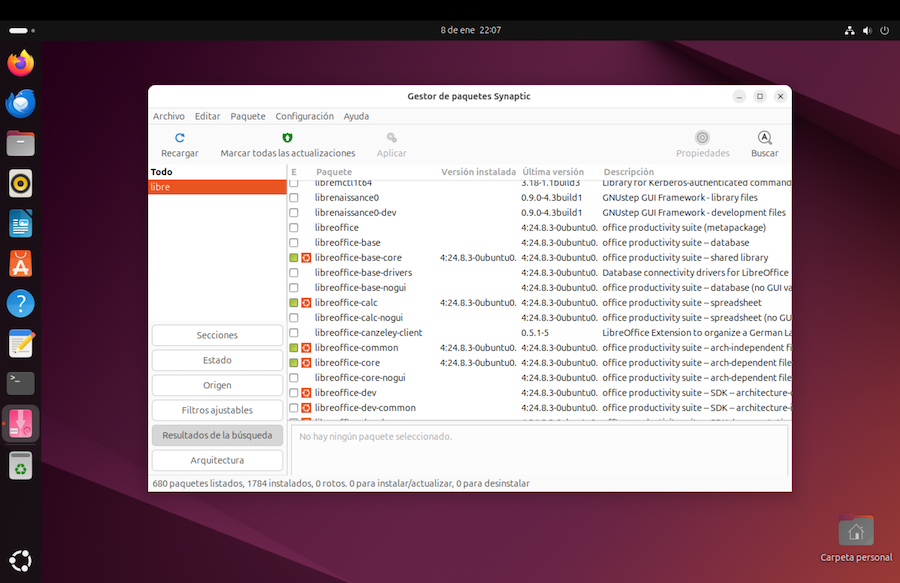 8 de ene 22:07
Gestor de paquetes Synaptic
Archivo Editar Paquete Configuración Ayuda
Recargar Marcar todas las actualizaciones Aplicar Propiedades Buscar
Todo
libre
Secciones
Estado
Origen
Filtros ajustables
Resultados de la búsqueda
Arquitectura
E Paquete Versión instalada Última versión Descripción
libremctl1t64 3.18-1.1build3 Library for Kerberos-authenticated command
librenaissance0 0.9.0-4.3build1 GNUstep GUI Framework - library files
librenaissance0-dev 0.9.0-4.3build1 GNUstep GUI Framework - development files
libreoffice 4:24.8.3-0ubuntu0. office productivity suite (metapackage)
libreoffice-base 4:24.8.3-0ubuntu0. office productivity suite – database
libreoffice-base-core 4:24.8.3-0ubuntu0. 4:24.8.3-0ubuntu0. office productivity suite – shared library
libreoffice-base-drivers 4:24.8.3-0ubuntu0. Database connectivity drivers for LibreOffice
libreoffice-base-nogui 4:24.8.3-0ubuntu0. office productivity suite – database (no GUI va
libreoffice-calc 4:24.8.3-0ubuntu0. 4:24.8.3-0ubuntu0. office productivity suite – spreadsheet
libreoffice-calc-nogui 4:24.8.3-0ubuntu0. office productivity suite – spreadsheet (no GU
libreoffice-canzeley-client 0.5.1-5 LibreOffice Extension to organize a German La
libreoffice-common 4:24.8.3-0ubuntu0. 4:24.8.3-0ubuntu0. office productivity suite – arch-independent fi
libreoffice-core 4:24.8.3-0ubuntu0. 4:24.8.3-0ubuntu0. office productivity suite – arch-dependent file
libreoffice-core-nogui 4:24.8.3-0ubuntu0. office productivity suite – arch-dependent file
libreoffice-dev 4:24.8.3-0ubuntu0. office productivity suite – SDK – architecture-
libreoffice-dev-common 4:24.8.3-0ubuntu0. office productivity suite – SDK – architecture-i
No hay ningún paquete seleccionado.
680 paquetes listados, 1784 instalados, 0 rotos. 0 para instalar/actualizar, 0 para desinstalar
Carpeta personal